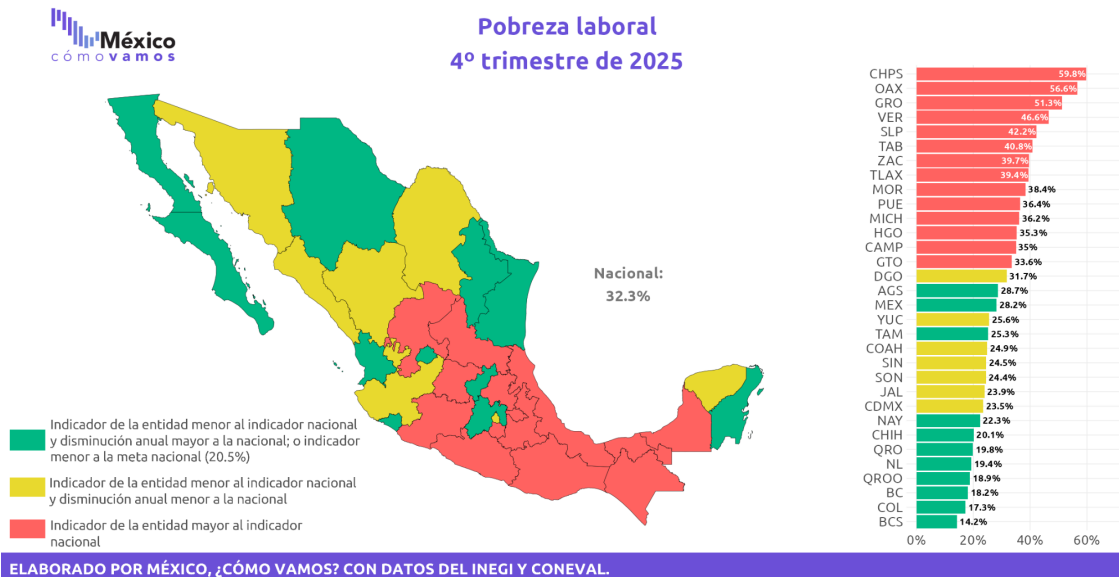 México
cómovamos
Pobreza laboral
4º trimestre de 2025
Nacional:
32.3%
Indicador de la entidad menor al indicador nacional
y disminución anual mayor a la nacional; o indicador
menor a la meta nacional (20.5%)
Indicador de la entidad menor al indicador nacional
y disminución anual menor a la nacional
Indicador de la entidad mayor al indicador
nacional
CHPS 59.8%
OAX 56.6%
GRO 51.3%
VER 46.6%
SLP 42.2%
TAB 40.8%
ZAC 39.7%
TLAX 39.4%
MOR 38.4%
PUE 36.4%
MICH 36.2%
HGO 35.3%
CAMP 35%
GTO 33.6%
DGO 31.7%
AGS 28.7%
MEX 28.2%
YUC 25.6%
TAM 25.3%
COAH 24.9%
SIN 24.5%
SON 24.4%
JAL 23.9%
CDMX 23.5%
NAY 22.3%
CHIH 20.1%
QRO 19.8%
NL 19.4%
QROO 18.9%
BC 18.2%
COL 17.3%
BCS 14.2%
0% 20% 40% 60%
ELABORADO POR MÉXICO, ¿CÓMO VAMOS? CON DATOS DEL INEGI Y CONEVAL.